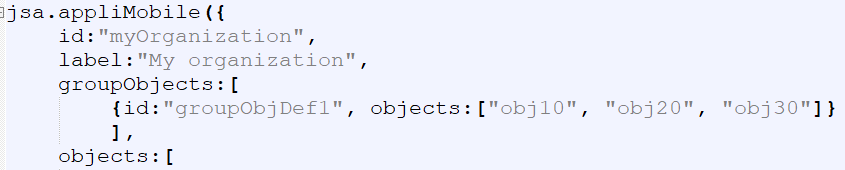 jsa.appliMobile({
id:"myOrganization",
label:"My organization",
groupObjects:[
{id:"groupObjDef1", objects:["obj10", "obj20", "obj30"]}
],
objects:[